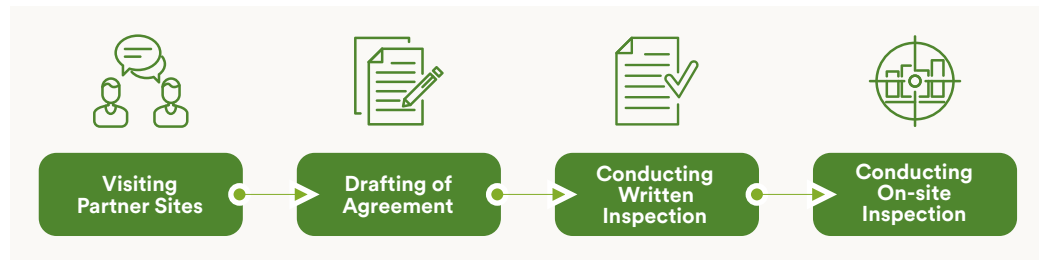 Visiting
Partner Sites
Drafting of
Agreement
Conducting
Written
Inspection
Conducting
On-site
Inspection